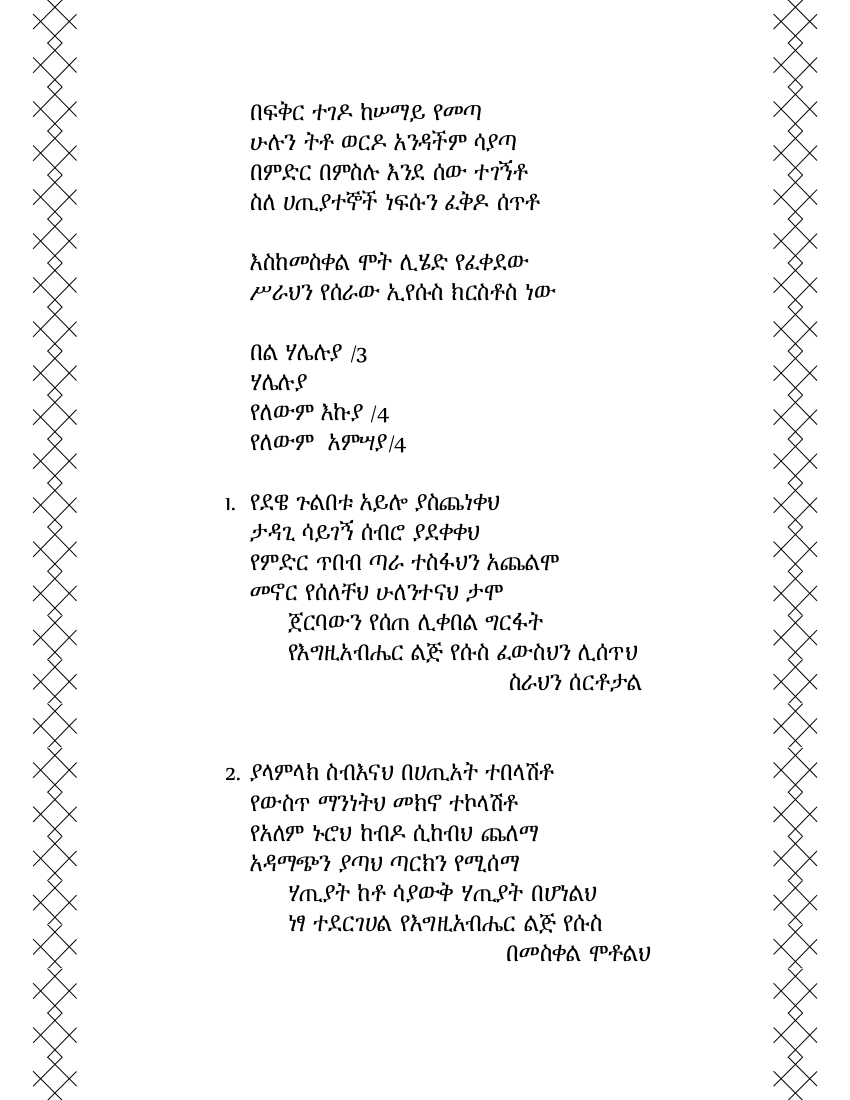 በፍቅር ተገዶ ከሠማይ የመጣ
ሁሉን ትቶ ወርዶ አንዳችም ሳያጣ
በምድር በምስሉ እንደ ሰው ተገኝቶ
ስለ ሀጢያተኞች ነፍሱን ፈቅዶ ሰጥቶ
እስከመስቀል ሞት ሊሄድ የፈቀደው
ሥራህን የሰራው ኢየሱስ ክርስቶስ ነው
በል ሃሌሉያ /3
ሃሌሉያ
የለውም እኩያ /4
የለውም አምሣያ/4
1. የደዌ ጉልበቱ አይሎ ያስጨነቀህ
ታዳጊ ሳይገኝ ሰብሮ ያደቀቀህ
የምድር ጥበብ ጣራ ተስፋህን አጨልሞ
መኖር የሰለቸህ ሁለንተናህ ታሞ
ጀርባውን የሰጠ ሊቀበል ግርፋት
የእግዚአብሔር ልጅ የሱስ ፈውስህን ሊሰጥህ
ስራህን ሰርቶታል
2. ያላምላክ ስብእናህ በሀጢአት ተበላሽቶ
የውስጥ ማንነትህ መክኖ ተኮላሽቶ
የአለም ኑሮህ ከብዶ ሲከብህ ጨለማ
አዳማጭን ያጣህ ጣርክን የሚሰማ
ሃጢያት ከቶ ሳያውቅ ሃጢያት በሆነልህ
ነፃ ተደርገሀል የእግዚአብሔር ልጅ የሱስ
በመስቀል ሞቶልህ